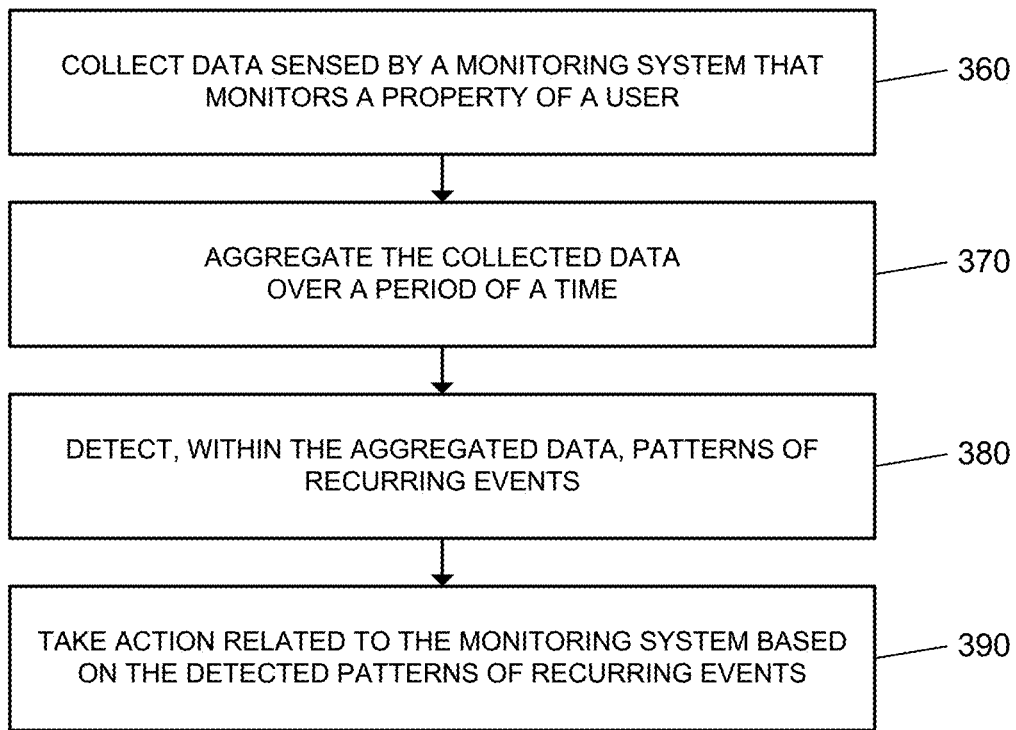 COLLECT DATA SENSED BY A MONITORING SYSTEM THAT
MONITORS A PROPERTY OF A USER
360
AGGREGATE THE COLLECTED DATA
OVER A PERIOD OF A TIME
370
DETECT, WITHIN THE AGGREGATED DATA, PATTERNS OF
RECURRING EVENTS
380
TAKE ACTION RELATED TO THE MONITORING SYSTEM BASED
ON THE DETECTED PATTERNS OF RECURRING EVENTS
390